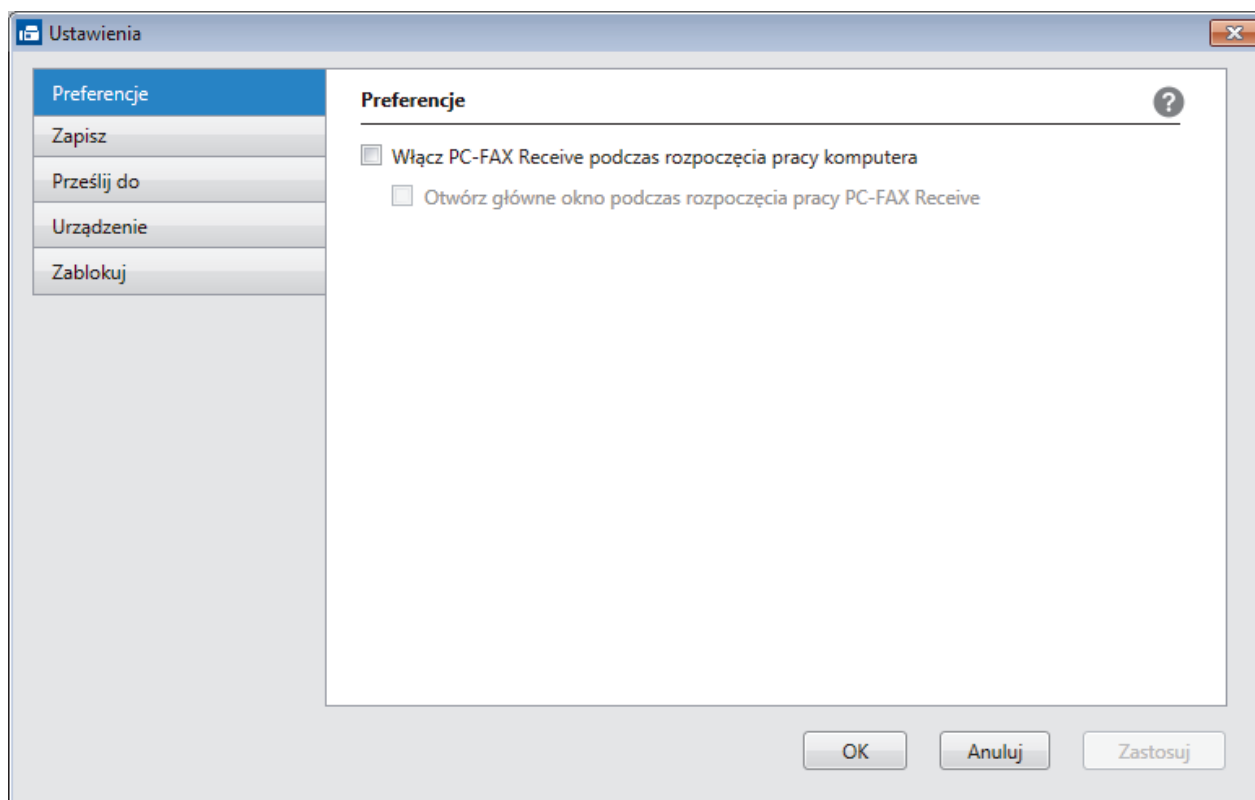 Ustawienia
Preferencje
Zapisz
Prześlij do
Urządzenie
Zablokuj
Preferencje
?
Włącz PC-FAX Receive podczas rozpoczęcia pracy komputera
Otwórz główne okno podczas rozpoczęcia pracy PC-FAX Receive
OK
Anuluj
Zastosuj